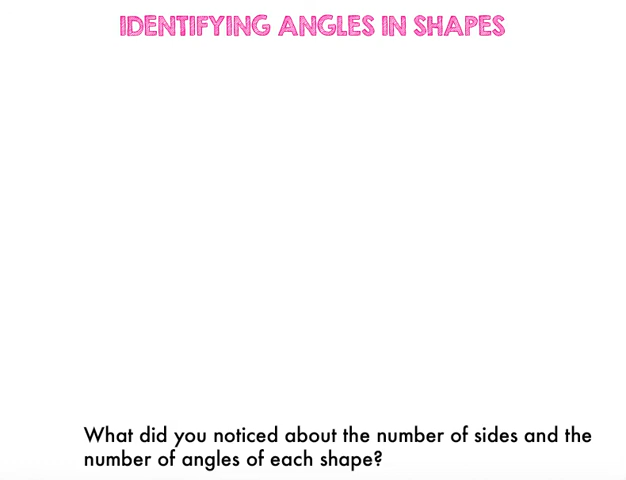 IDENTIFYING ANGLES IN SHAPES
What did you noticed about the number of sides and the
number of angles of each shape?